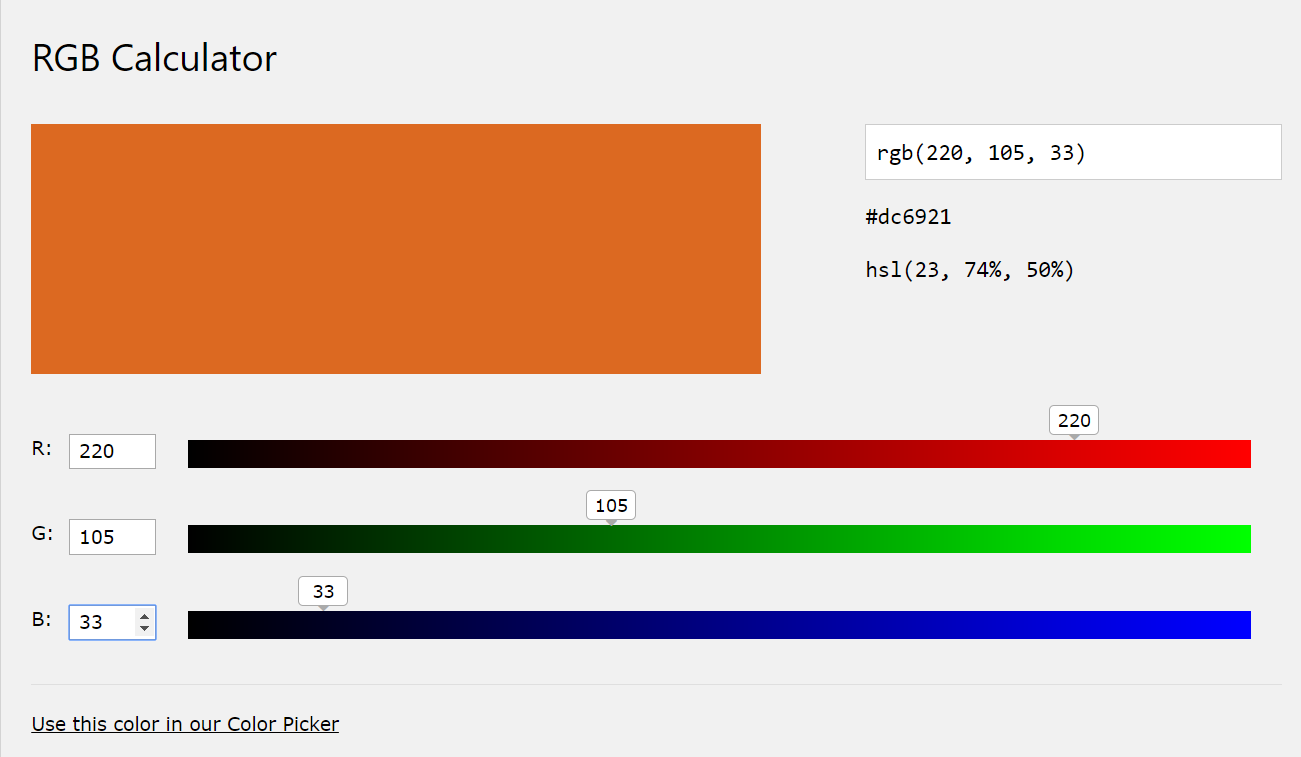 RGB Calculator
rgb(220, 105, 33)
#dc6921
hsl(23, 74%, 50%)
220
R: 220
105
G: 105
33
B: 33
Use this color in our Color Picker